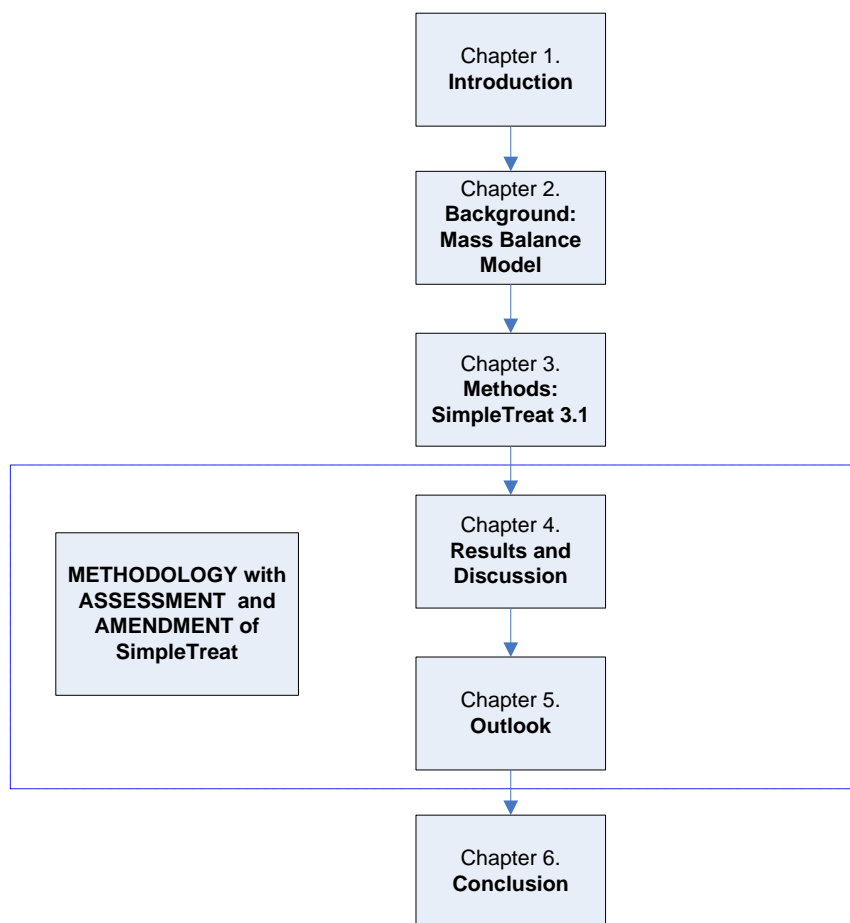 Chapter 1.
Introduction
Chapter 2.
Background:
Mass Balance
Model
Chapter 3.
Methods:
SimpleTreat 3.1
Chapter 4.
Results and
Discussion
METHODOLOGY with
ASSESSMENT and
AMENDMENT of
SimpleTreat
Chapter 5.
Outlook
Chapter 6.
Conclusion